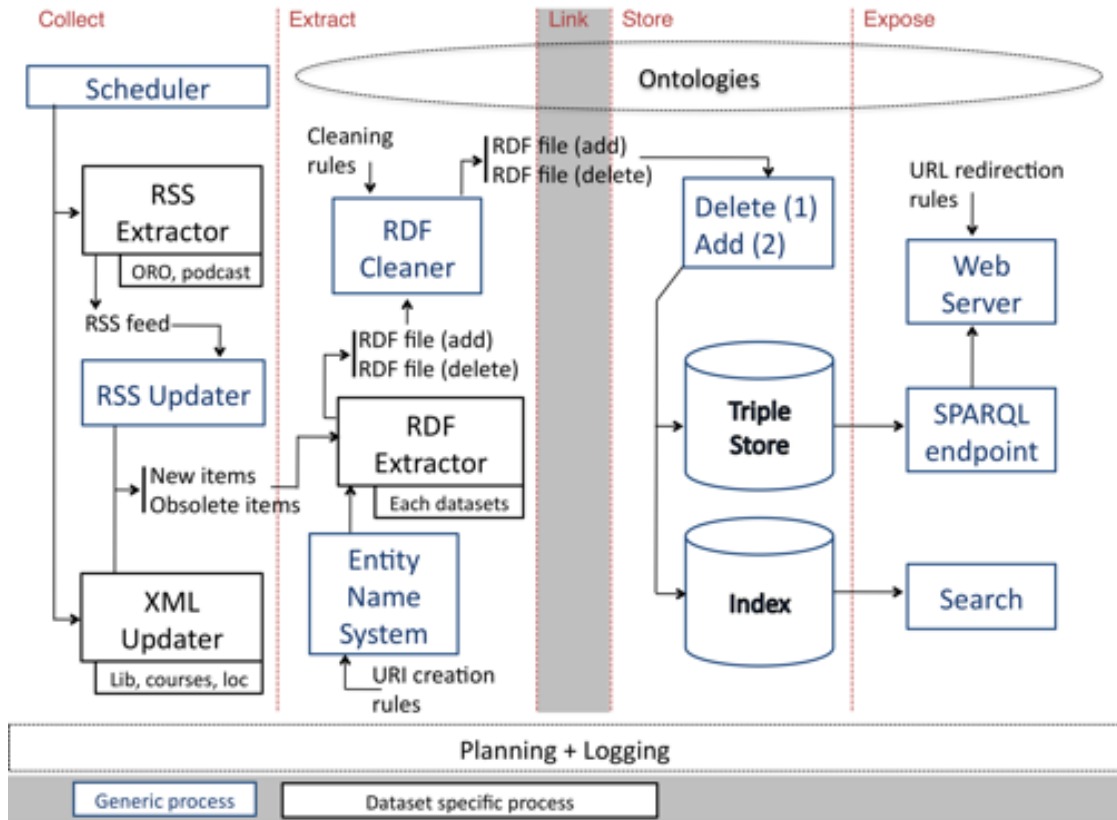 Collect
Extract
Link
Store
Expose
Ontologies
Scheduler
RSS
Extractor
ORO, podcast
RSS feed
RSS Updater
New items
Obsolete items
XML
Updater
Lib, courses, loc
Cleaning
rules
RDF
Cleaner
RDF file (add)
RDF file (delete)
RDF file (add)
RDF file (delete)
RDF
Extractor
Each datasets
Entity
Name
System
URI creation
rules
Delete (1)
Add (2)
Triple
Store
Index
URL redirection
rules
Web
Server
SPARQL
endpoint
Search
Planning + Logging
Generic process
Dataset specific process